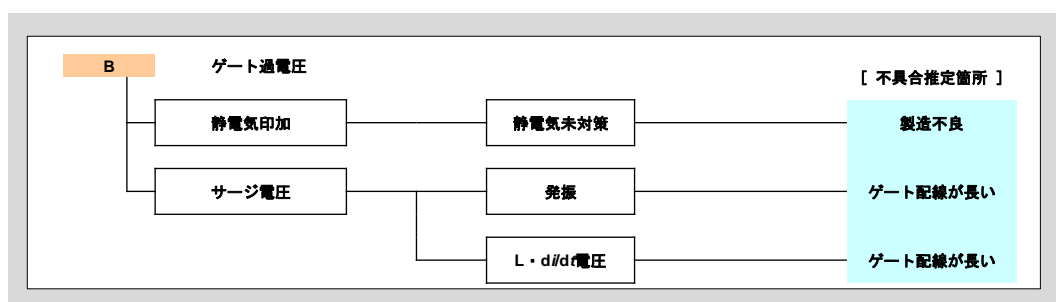 B ゲート過電圧
[ 不具合推定箇所 ]
静電気印加 静電気未対策 製造不良
サージ電圧 発振 ゲート配線が長い
L・di/dt電圧 ゲート配線が長い